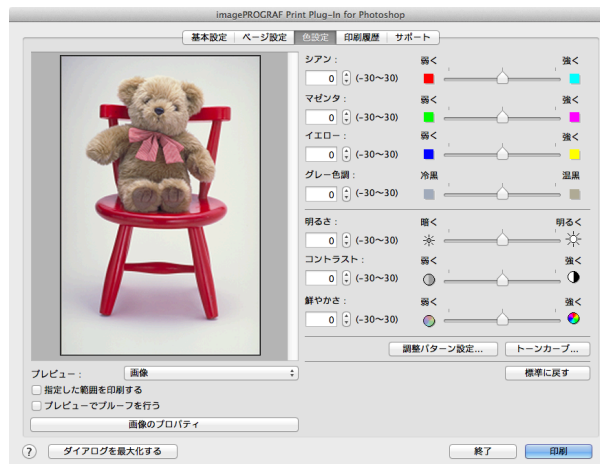 imagePROGRAF Print Plug-In for Photoshop
基本設定 ページ設定 色設定 印刷履歴 サポート
シアン： 弱く 強く
0 (-30〜30)
マゼンタ： 弱く 強く
0 (-30〜30)
イエロー： 弱く 強く
0 (-30〜30)
グレー色調： 冷黒 温黒
0 (-30〜30)
明るさ： 暗く 明るく
0 (-30〜30)
コントラスト： 弱く 強く
0 (-30〜30)
鮮やかさ： 弱く 強く
0 (-30〜30)
調整パターン設定... トーンカーブ...
プレビュー： 画像 標準に戻す
指定した範囲を印刷する
プレビューでプルーフを行う
画像のプロパティ
? ダイアログを最大化する 終了 印刷